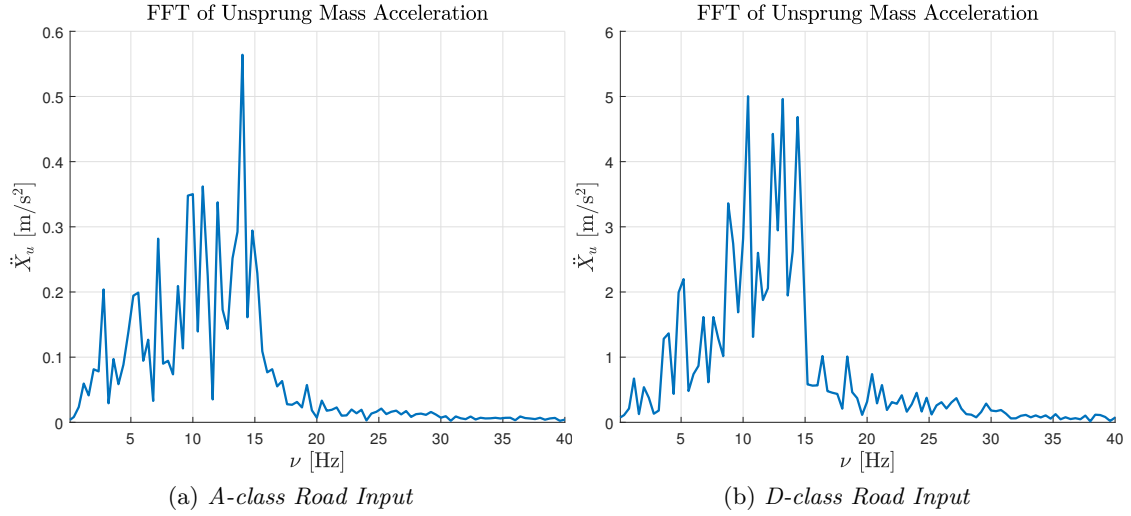 FFT of Unsprung Mass Acceleration
0.6
0.5
0.4
0.3
0.2
0.1
0
Ẍu [m/s²]
5 10 15 20 25 30 35 40
ν [Hz]
(a) A-class Road Input
FFT of Unsprung Mass Acceleration
6
5
4
3
2
1
0
Ẍu [m/s²]
5 10 15 20 25 30 35 40
ν [Hz]
(b) D-class Road Input